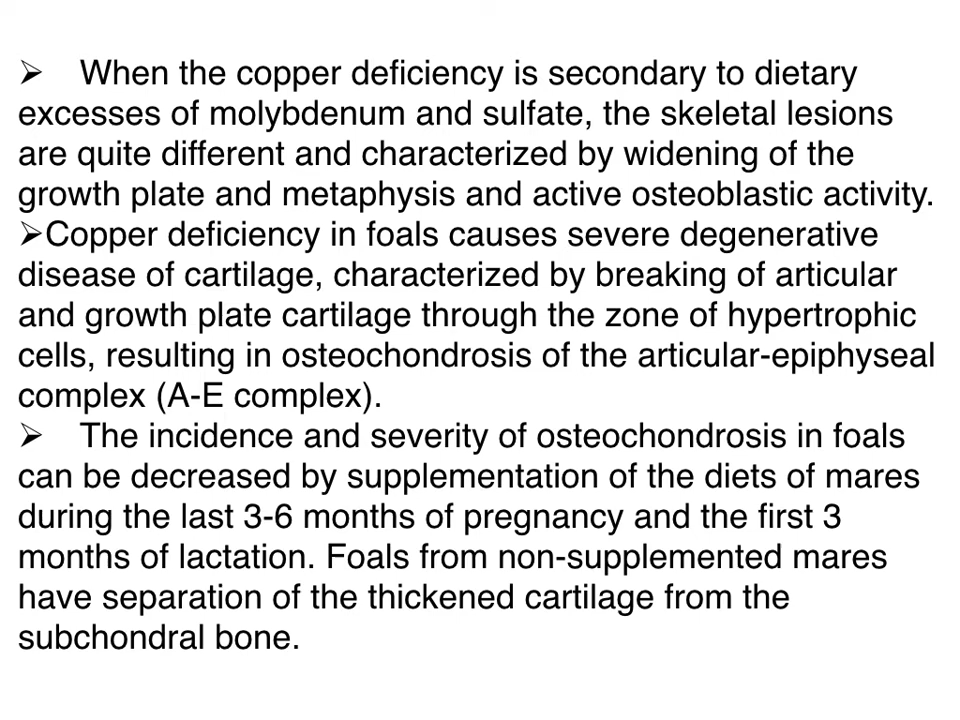 ➢ When the copper deficiency is secondary to dietary
excesses of molybdenum and sulfate, the skeletal lesions
are quite different and characterized by widening of the
growth plate and metaphysis and active osteoblastic activity.
➢Copper deficiency in foals causes severe degenerative
disease of cartilage, characterized by breaking of articular
and growth plate cartilage through the zone of hypertrophic
cells, resulting in osteochondrosis of the articular-epiphyseal
complex (A-E complex).
➢ The incidence and severity of osteochondrosis in foals
can be decreased by supplementation of the diets of mares
during the last 3-6 months of pregnancy and the first 3
months of lactation. Foals from non-supplemented mares
have separation of the thickened cartilage from the
subchondral bone.